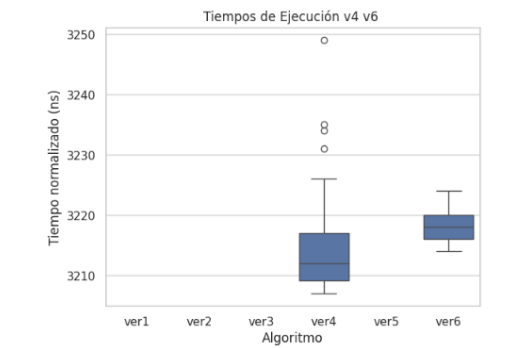 Tiempos de Ejecución v4 v6
Tiempo normalizado (ns)
3250
3240
3230
3220
3210
ver1 ver2 ver3 ver4 ver5 ver6
Algoritmo